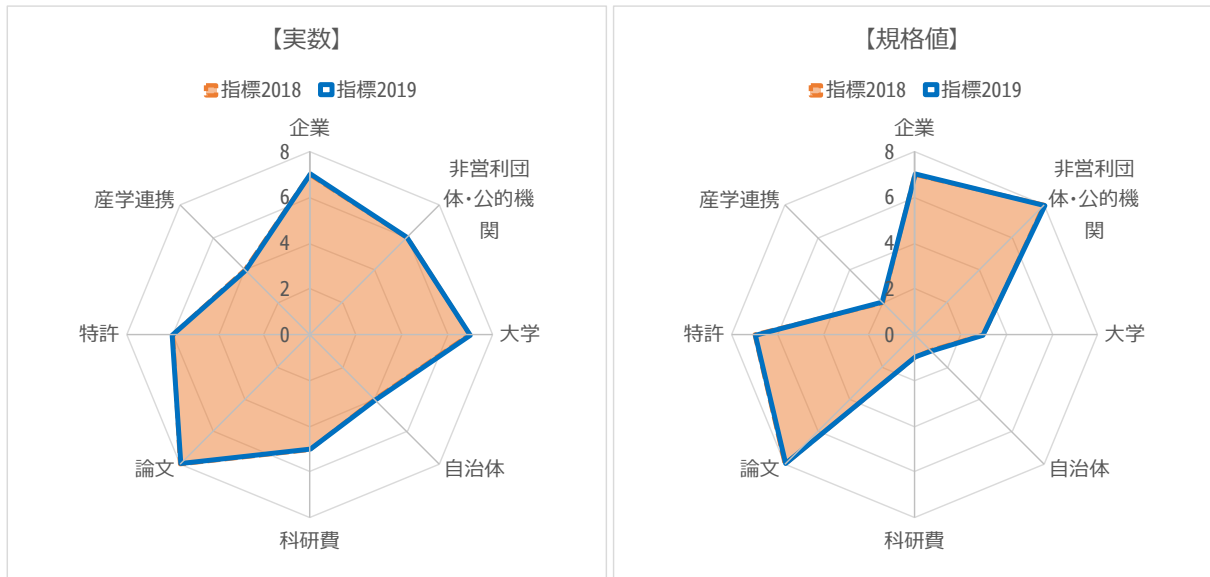 【実数】
指標2018 指標2019
企業
8
非営利団
体・公的機
関
6
産学連携
4
2
特許
0
大学
論文
自治体
科研費
【規格値】
指標2018 指標2019
企業
8
非営利団
体・公的機
関
6
産学連携
4
2
特許
0
大学
論文
自治体
科研費